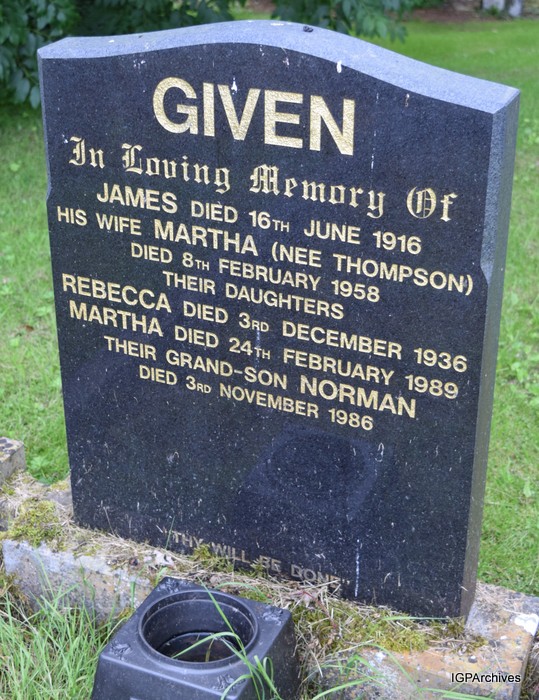 GIVEN
In Loving Memory Of
JAMES DIED 16TH JUNE 1916
HIS WIFE MARTHA (NEE THOMPSON)
DIED 8TH FEBRUARY 1958
THEIR DAUGHTERS
REBECCA DIED 3RD DECEMBER 1936
MARTHA DIED 24TH FEBRUARY 1989
THEIR GRAND-SON NORMAN
DIED 3RD NOVEMBER 1986
"THY WILL BE DONE"
IGPArchives